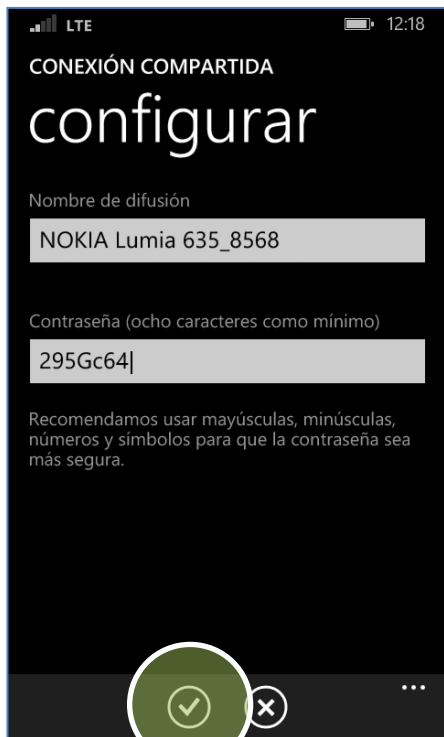 LTE 12:18
CONEXIÓN COMPARTIDA
configurar
Nombre de difusión
NOKIA Lumia 635_8568
Contraseña (ocho caracteres como mínimo)
295Gc64
Recomendamos usar mayúsculas, minúsculas,
números y símbolos para que la contraseña sea
más segura.